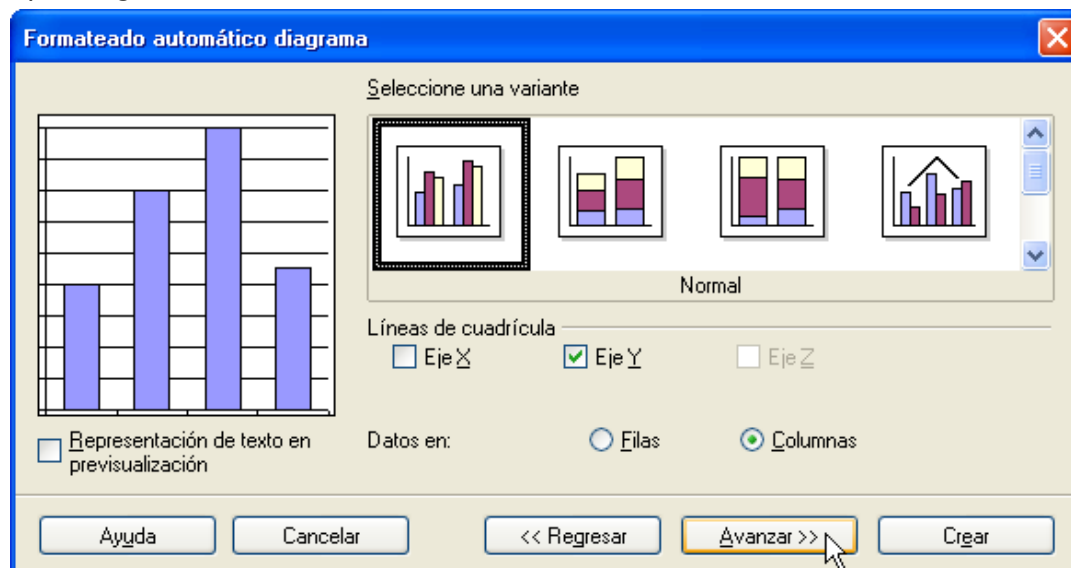 Formateado automático diagrama
Seleccione una variante
Normal
Líneas de cuadrícula
Eje X
Eje Y
Eje Z
Representación de texto en
previsualización
Datos en:
Filas
Columnas
Ayuda
Cancelar
<< Regresar
Avanzar >>
Crear